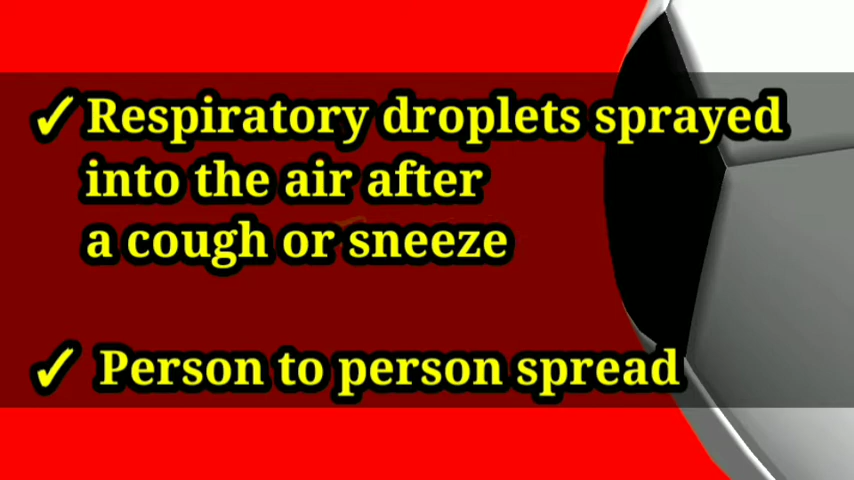 ✓ Respiratory droplets sprayed
into the air after
a cough or sneeze
✓ Person to person spread